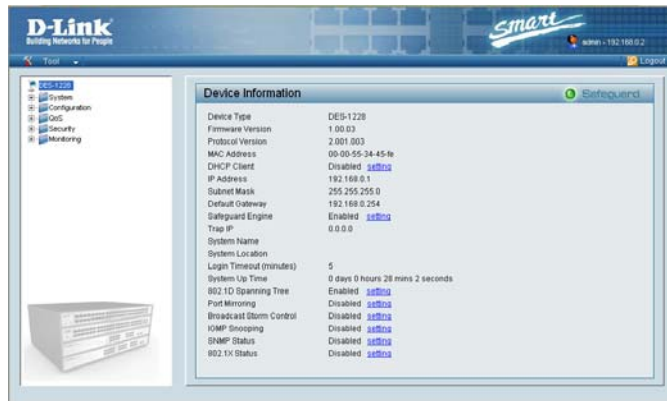 D-Link
Building Networks for People
Smart
admin - 192.168.0.2
Tool
Logout
DES-1228
System
Configuration
QoS
Security
Monitoring
Device Information
Safeguard
Device Type DES-1228
Firmware Version 1.00.03
Protocol Version 2.001.003
MAC Address 00-00-55-34-45-fe
DHCP Client Disabled setting
IP Address 192.168.0.1
Subnet Mask 255.255.255.0
Default Gateway 192.168.0.254
Safeguard Engine Enabled setting
Trap IP 0.0.0.0
System Name
System Location
Login Timeout (minutes) 5
System Up Time 0 days 0 hours 28 mins 2 seconds
802.1D Spanning Tree Enabled setting
Port Mirroring Disabled setting
Broadcast Storm Control Disabled setting
IGMP Snooping Disabled setting
SNMP Status Disabled setting
802.1X Status Disabled setting